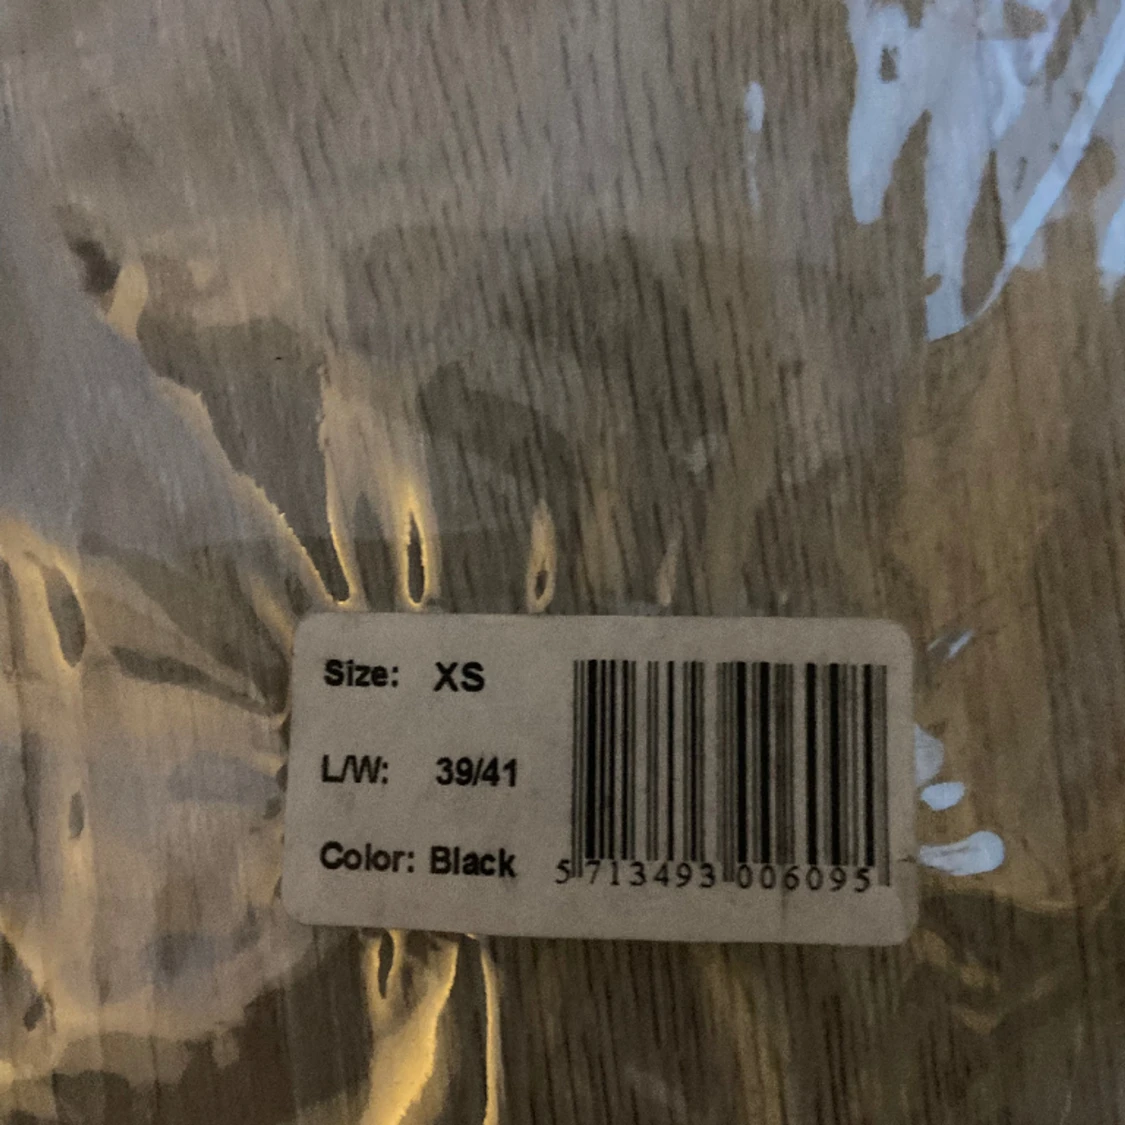 Size: XS
L/W: 39/41
Color: Black
5 713493 006095